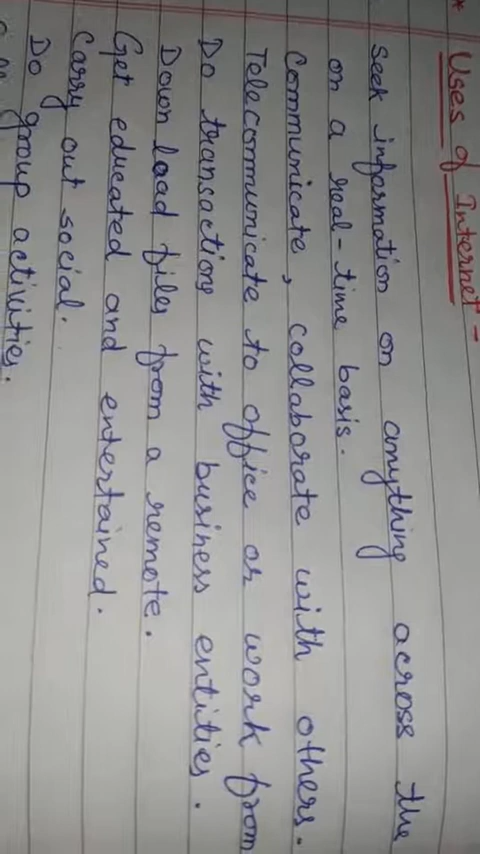 * Uses of Internet -
Seek information on anything across the
on a real-time basis.
Communicate, collaborate with others.
Telecommunicate to office or work from
Do transactions with business entities.
Down load files from a remote.
Get educated and entertained.
Carry out social.
Do group activities.